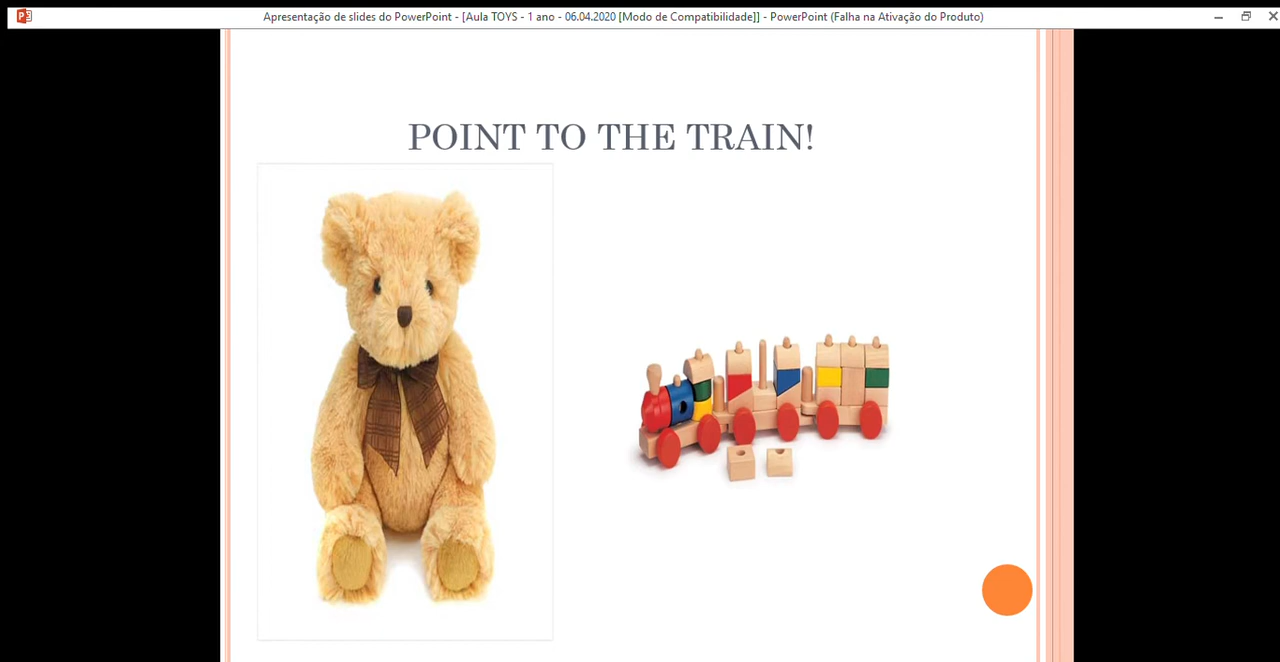 Apresentação de slides do PowerPoint - [Aula TOYS - 1 ano - 06.04.2020 [Modo de Compatibilidade]] - PowerPoint (Falha na Ativação do Produto)
POINT TO THE TRAIN!